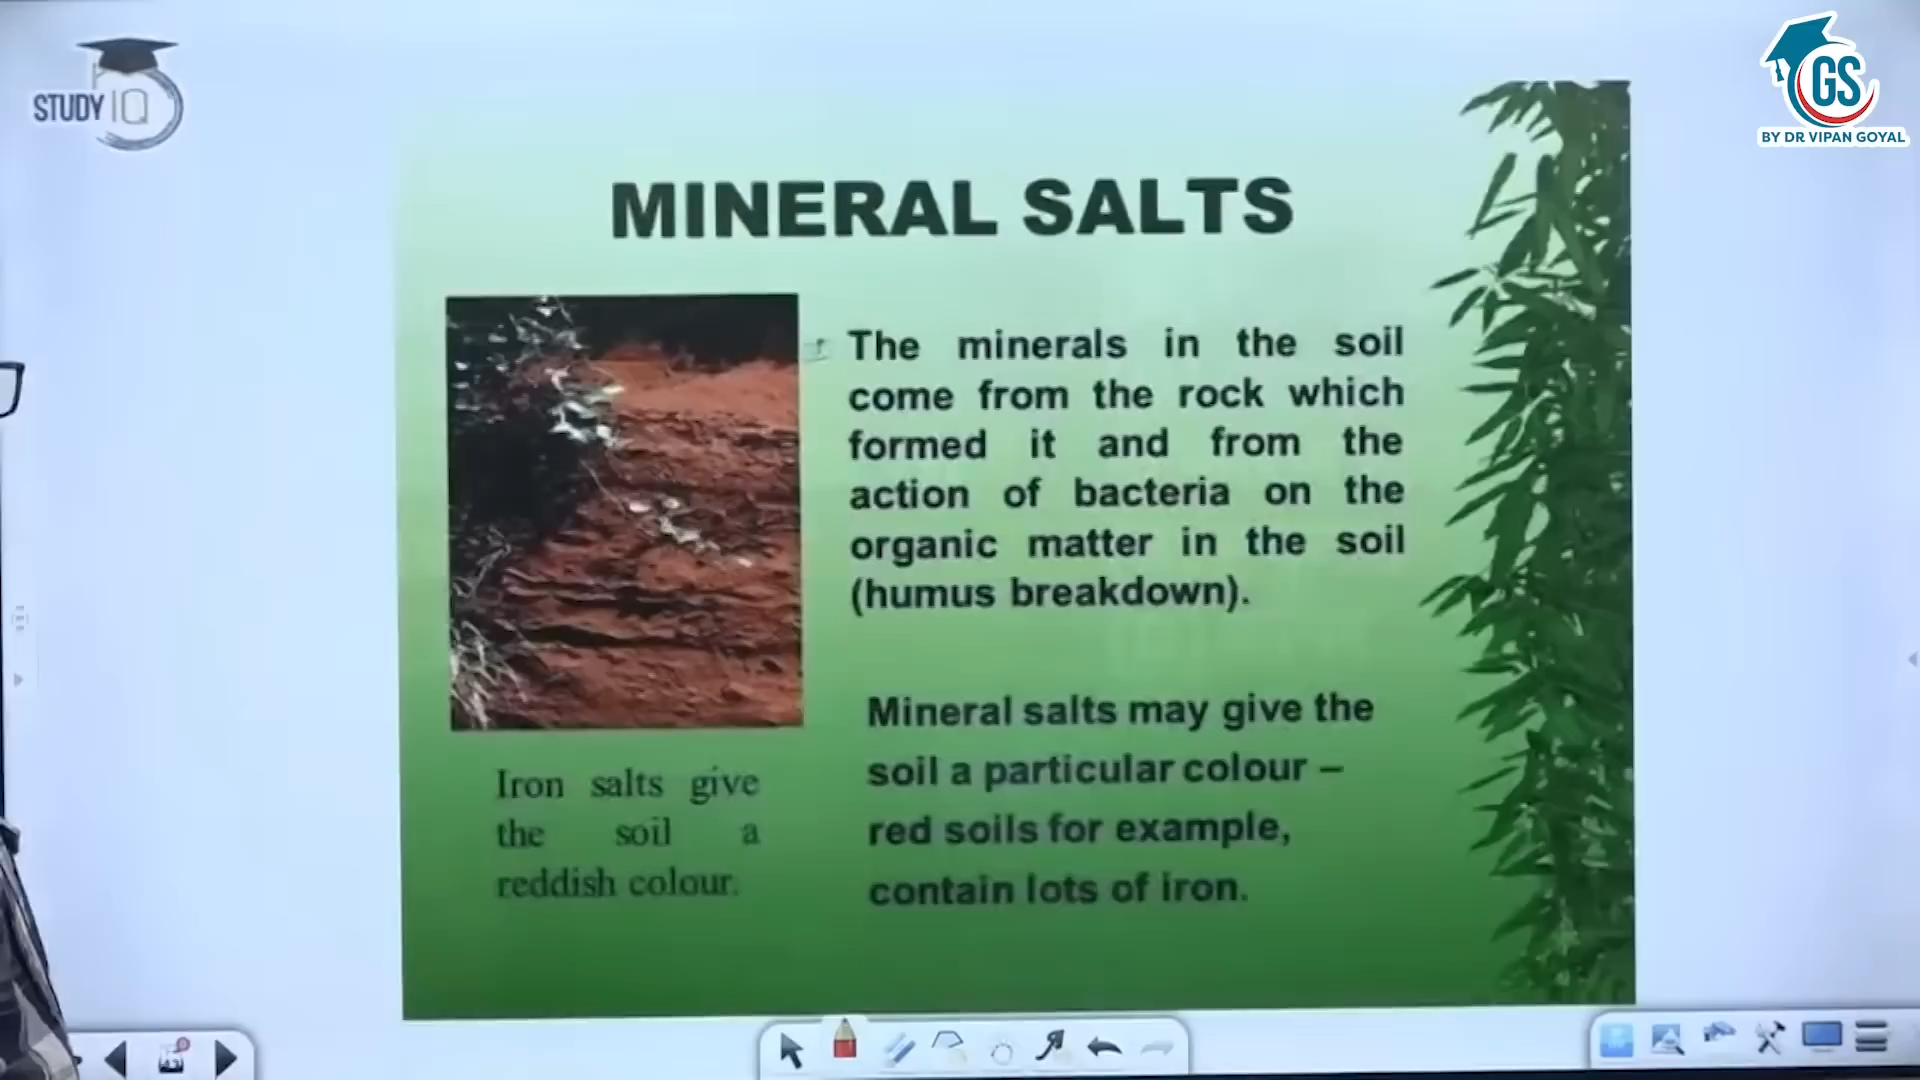 STUDY IQ
GS
BY DR VIPAN GOYAL
MINERAL SALTS
The minerals in the soil
come from the rock which
formed it and from the
action of bacteria on the
organic matter in the soil
(humus breakdown).
Mineral salts may give the
soil a particular colour –
red soils for example,
contain lots of iron.
Iron salts give
the soil a
reddish colour.